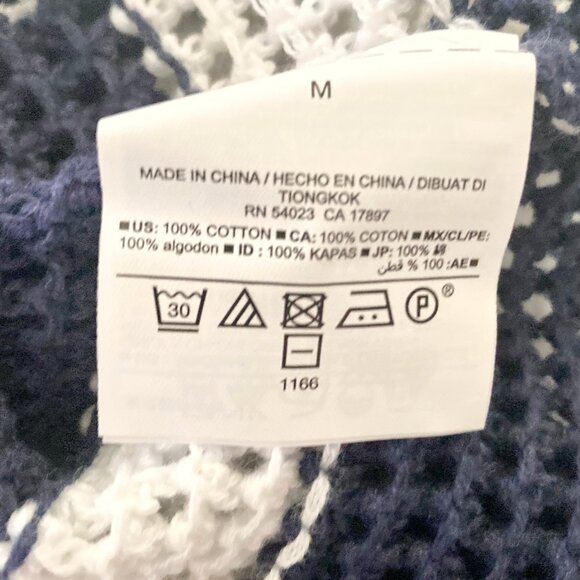 M
MADE IN CHINA / HECHO EN CHINA / DIBUAT DI
TIONGKOK
RN 54023 CA 17897
■ US: 100% COTTON ■ CA: 100% COTON ■ MX/CL/PE:
100% algodon ■ ID : 100% KAPAS ■ JP: 100% 綿
■ AE: 100 % قطن
30
P ®
1166